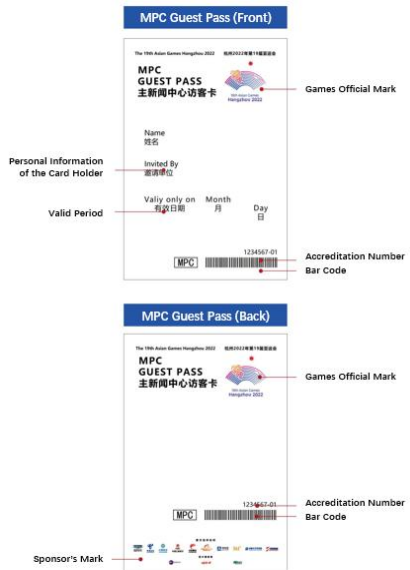 MPC Guest Pass (Front)
The 19th Asian Games Hangzhou 2022 杭州2022年第19届亚运会
MPC
GUEST PASS
主新闻中心访客卡
19th Asian Games
Hangzhou 2022
Games Official Mark
Name
姓名
Personal Information
of the Card Holder
Invited By
邀请单位
Valid Period
Valiy only on Month Day
有效日期 月 日
1234567-01
Accreditation Number
MPC
Bar Code
MPC Guest Pass (Back)
The 19th Asian Games Hangzhou 2022 杭州2022年第19届亚运会
MPC
GUEST PASS
主新闻中心访客卡
19th Asian Games
Hangzhou 2022
Games Official Mark
1234567-01
Accreditation Number
MPC
Bar Code
Sponsor's Mark